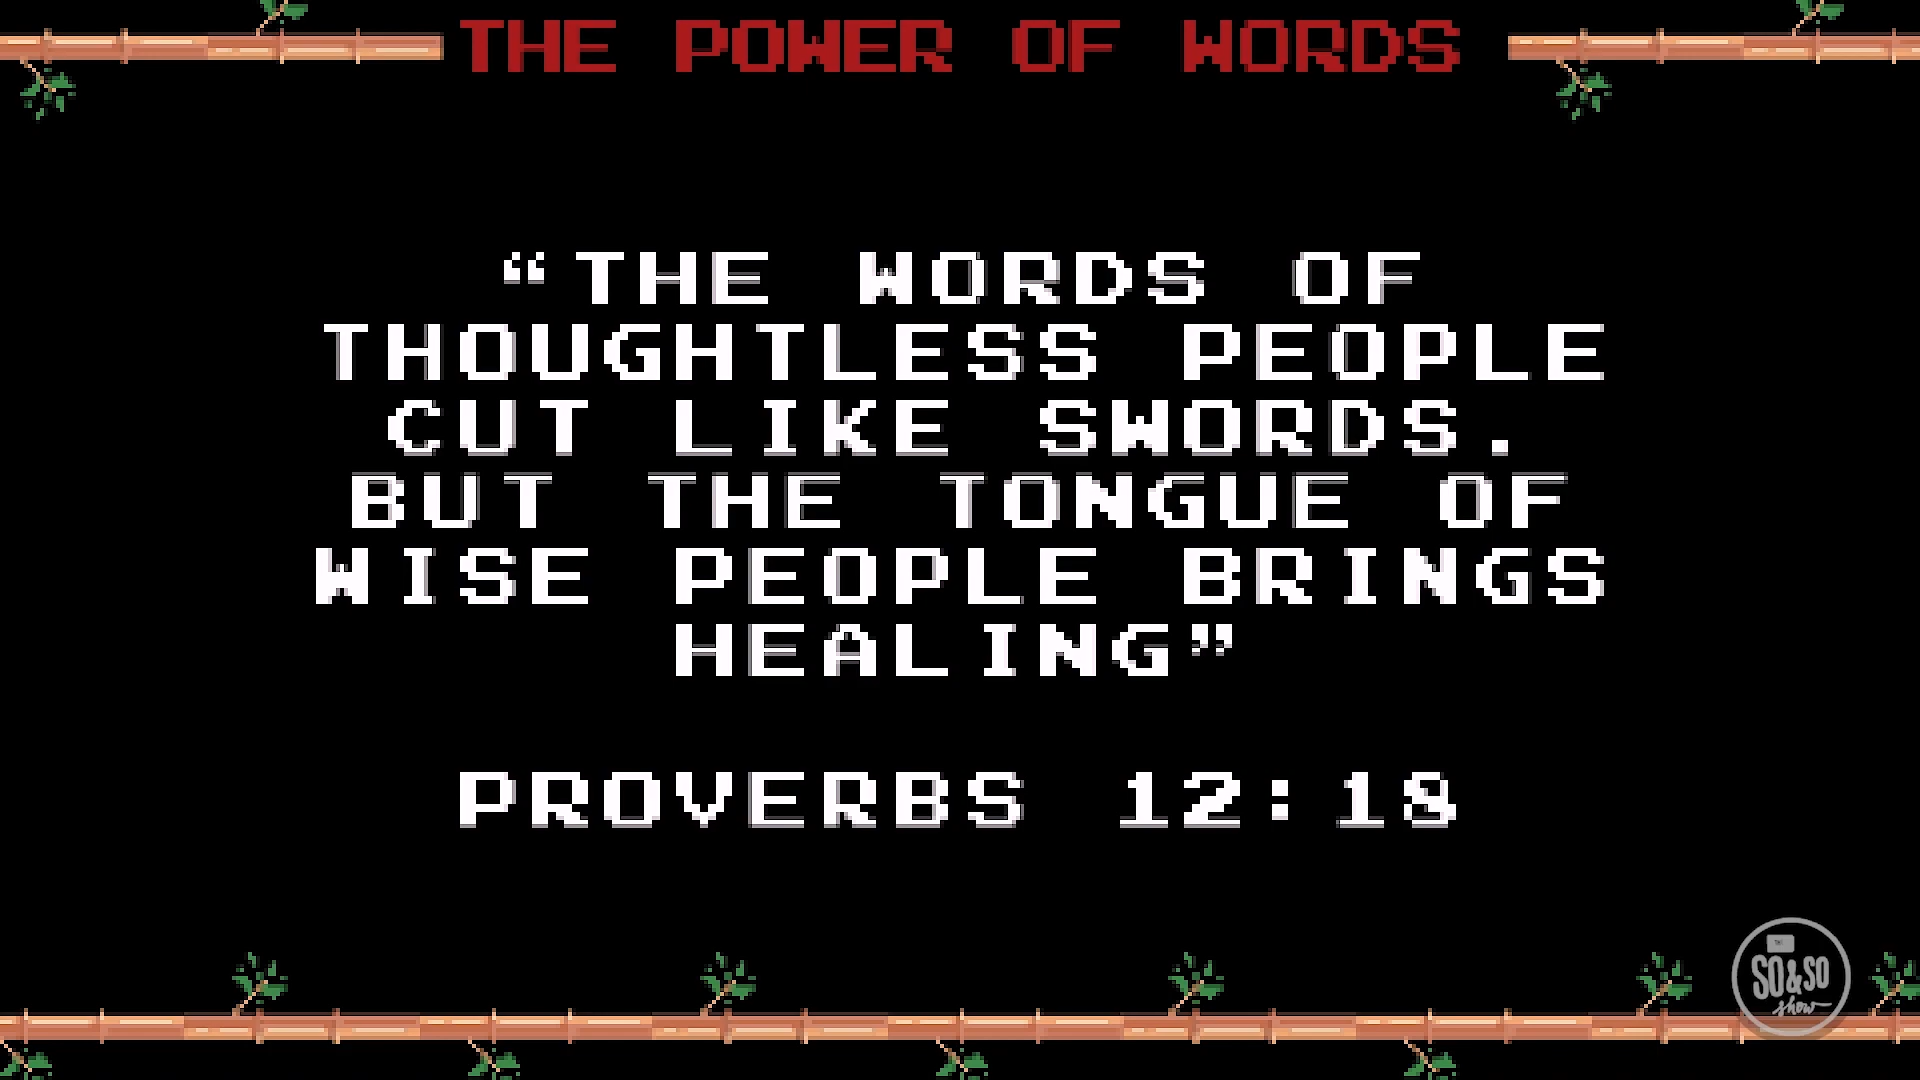 THE POWER OF WORDS
“THE WORDS OF
THOUGHTLESS PEOPLE
CUT LIKE SWORDS.
BUT THE TONGUE OF
WISE PEOPLE BRINGS
HEALING”
PROVERBS 12:18
SO&SO
show